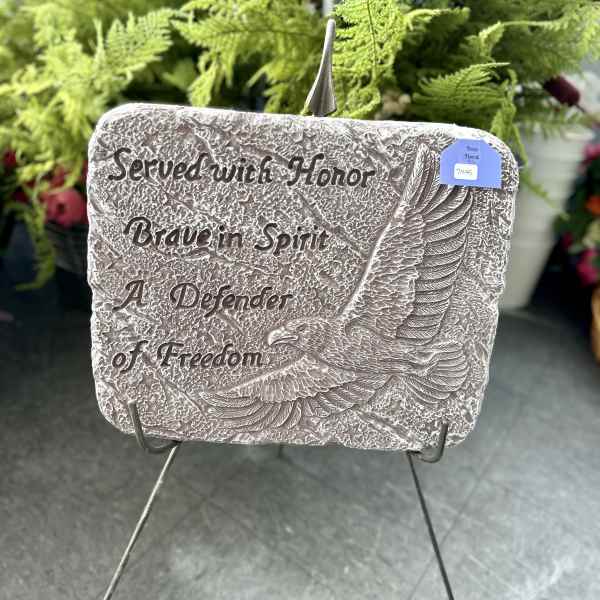 Served with Honor
Brave in Spirit
A Defender
of Freedom